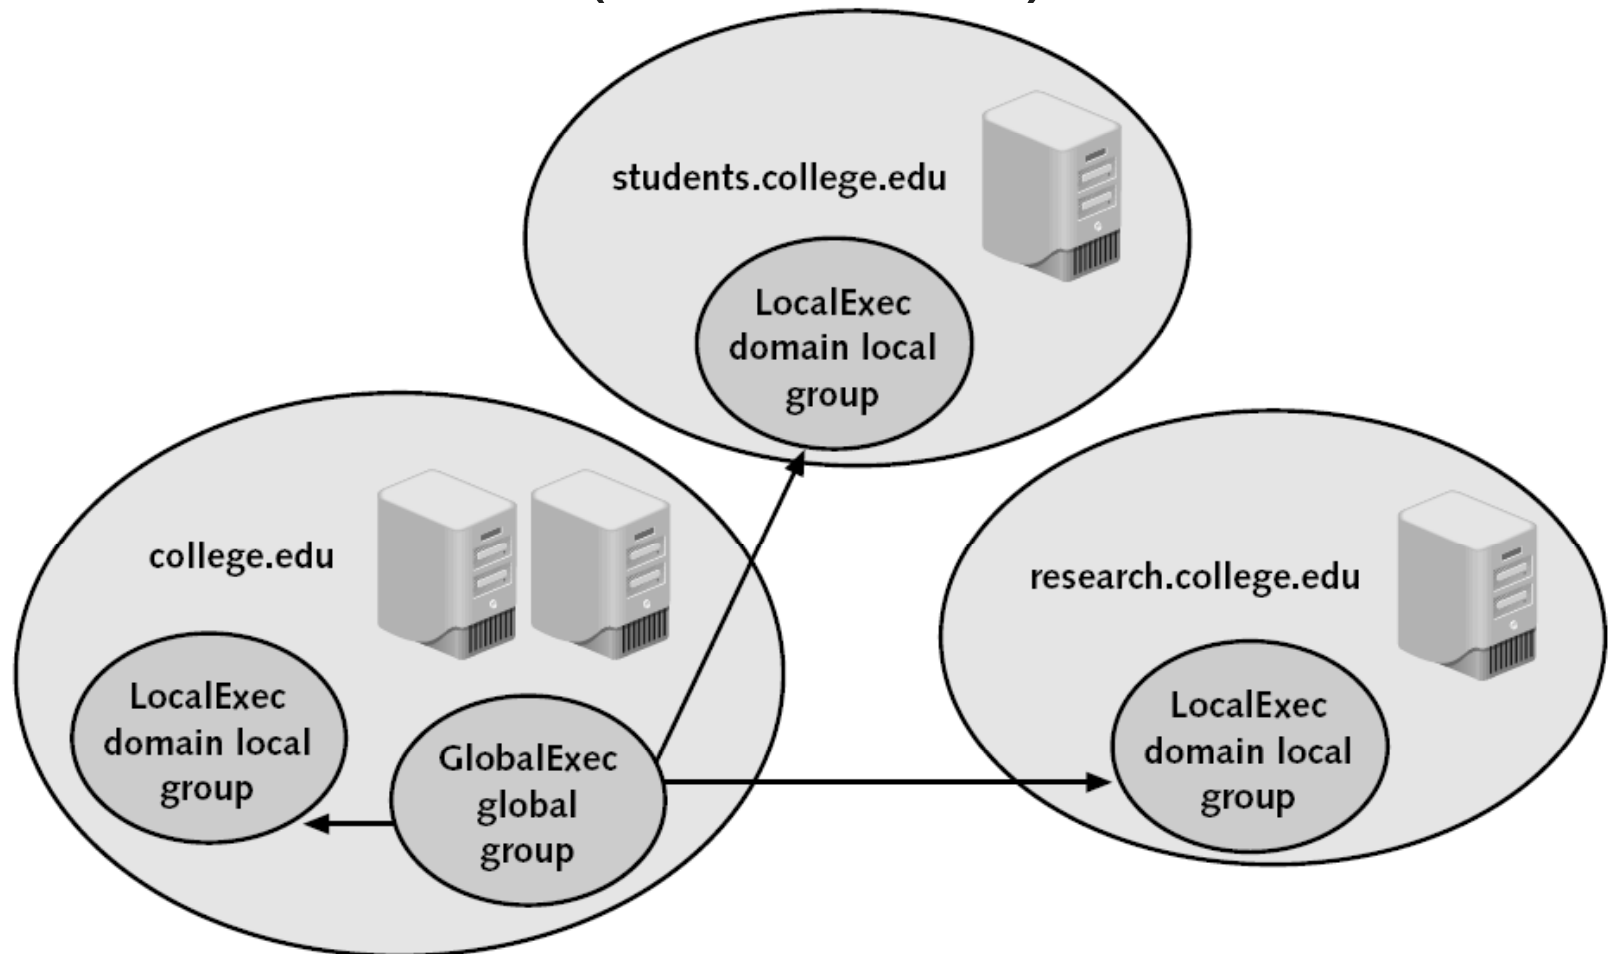 students.college.edu
LocalExec
domain local
group
college.edu
LocalExec
domain local
group
GlobalExec
global
group
research.college.edu
LocalExec
domain local
group